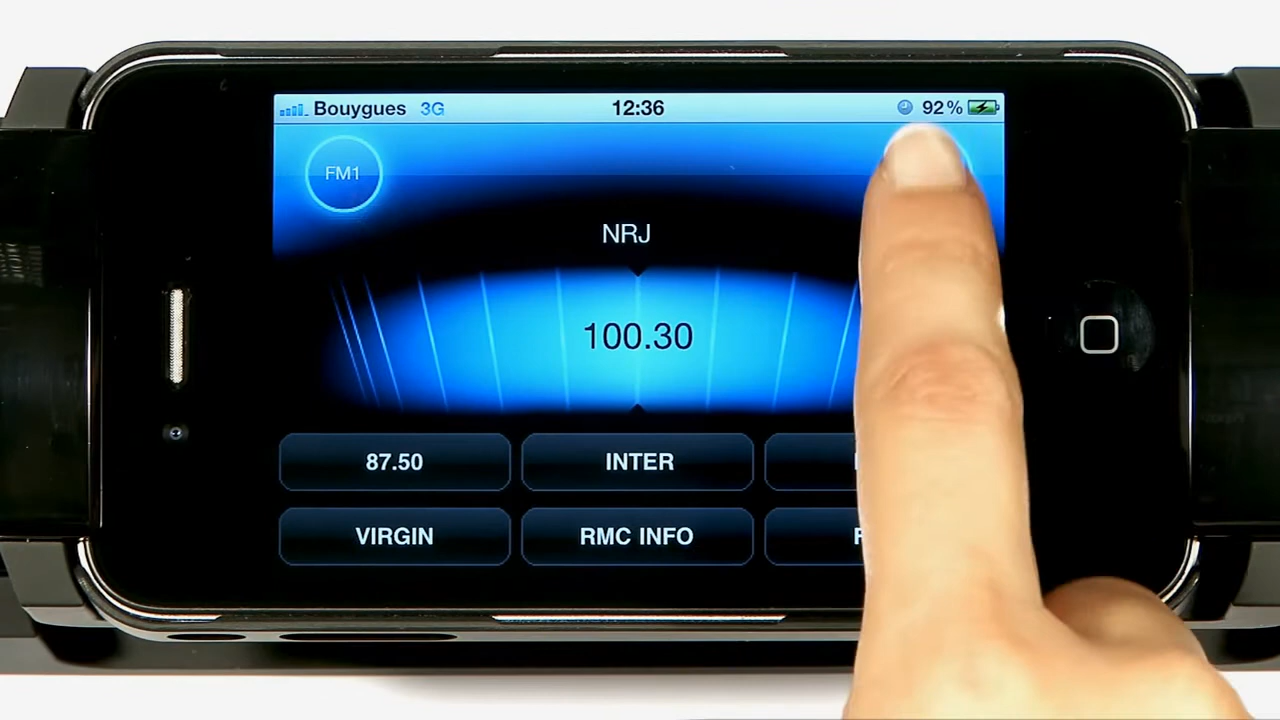 Bouygues 3G 12:36 92%
FM1
NRJ
100.30
87.50 INTER
VIRGIN RMC INFO